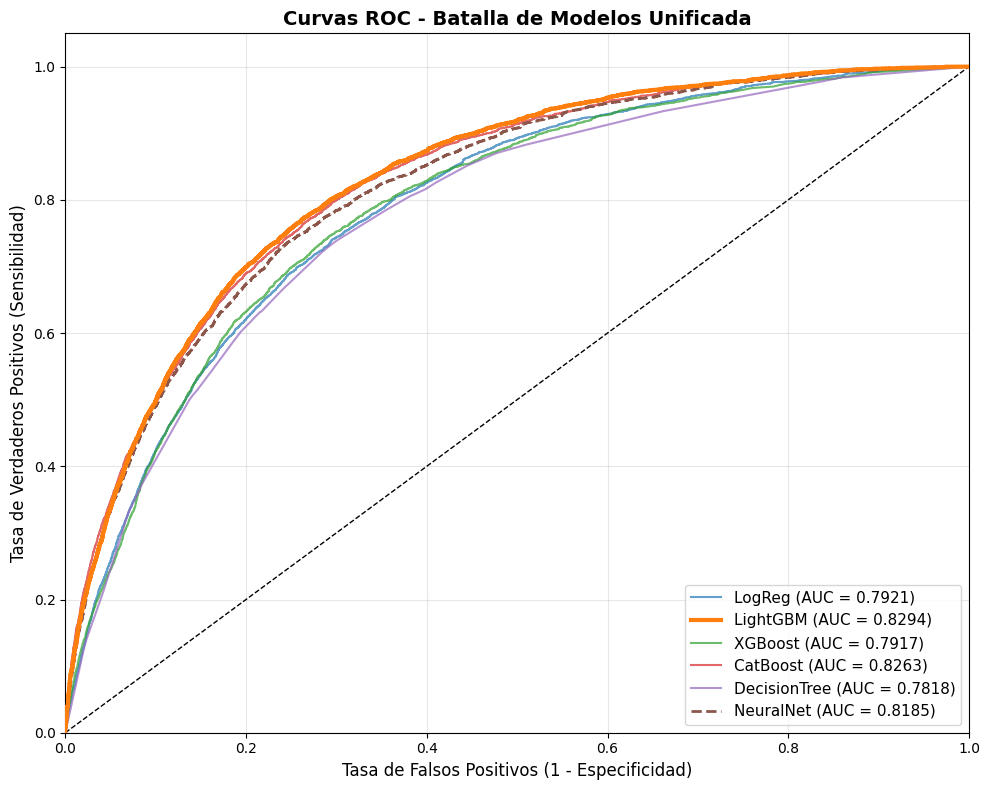 Curvas ROC - Batalla de Modelos Unificada
Tasa de Verdaderos Positivos (Sensibilidad)
1.0
0.8
0.6
0.4
0.2
0.0
LogReg (AUC = 0.7921)
LightGBM (AUC = 0.8294)
XGBoost (AUC = 0.7917)
CatBoost (AUC = 0.8263)
DecisionTree (AUC = 0.7818)
NeuralNet (AUC = 0.8185)
0.0 0.2 0.4 0.6 0.8 1.0
Tasa de Falsos Positivos (1 - Especificidad)